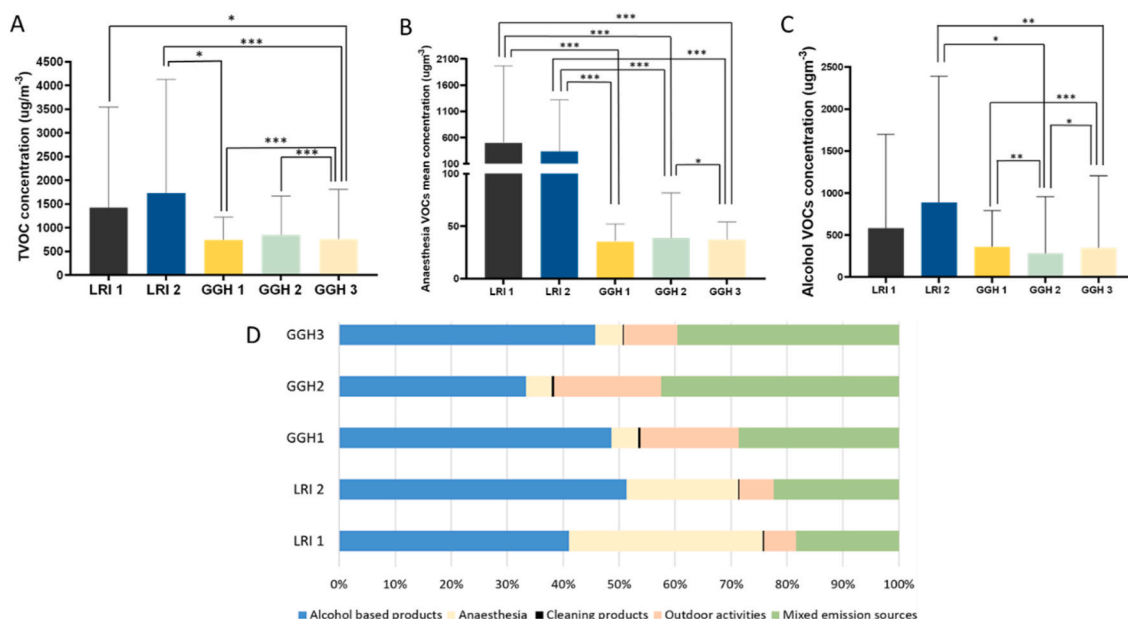 A
TVOC concentration (ug/m-3)
4500
4000
3500
3000
2500
2000
1500
1000
500
0
*
***
*
***
***
LRI 1 LRI 2 GGH 1 GGH 2 GGH 3
B
Anaesthesia VOCs mean concentration (ugm-3)
2100
1600
1100
600
100
100
50
0
***
***
***
***
***
***
*
LRI 1 LRI 2 GGH 1 GGH 2 GGH 3
C
Alcohol VOCs concentration (ug/m-3)
2500
2000
1500
1000
500
0
**
*
***
*
**
LRI 1 LRI 2 GGH 1 GGH 2 GGH 3
D
GGH3
GGH2
GGH1
LRI 2
LRI 1
0% 10% 20% 30% 40% 50% 60% 70% 80% 90% 100%
Alcohol based products Anaesthesia Cleaning products Outdoor activities Mixed emission sources